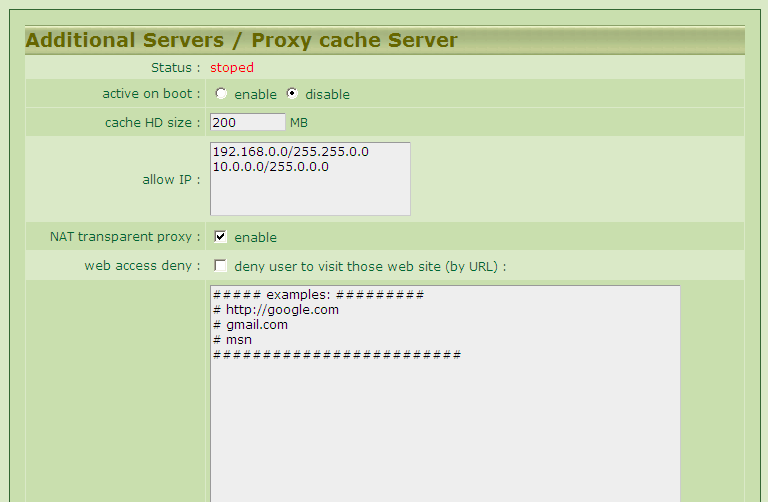 Additional Servers / Proxy cache Server
Status : stoped
active on boot : enable disable
cache HD size : 200 MB
allow IP : 192.168.0.0/255.255.0.0
10.0.0.0/255.0.0.0
NAT transparent proxy : enable
web access deny : deny user to visit those web site (by URL) :
##### examples: #########
# http://google.com
# gmail.com
# msn
#########################